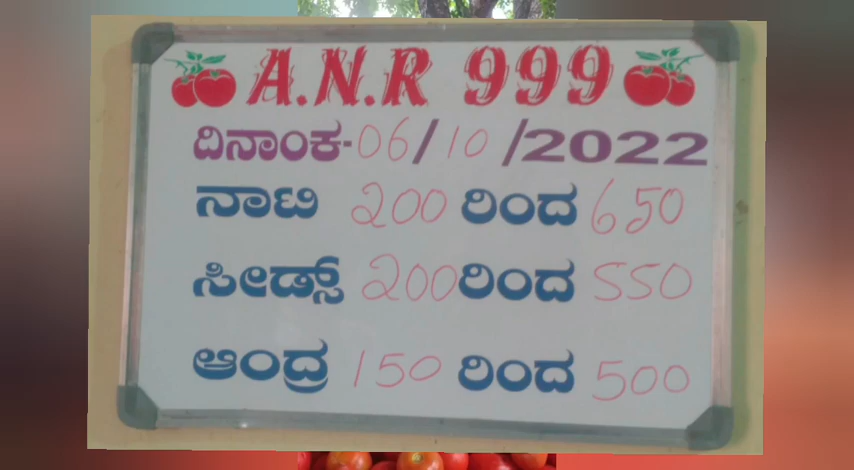 A.N.R 999
ದಿನಾಂಕ-06/10/2022
ನಾಟಿ 200 ರಿಂದ 650
ಸೀಡ್ಸ್ 200 ರಿಂದ 550
ಆಂದ್ರ 150 ರಿಂದ 500